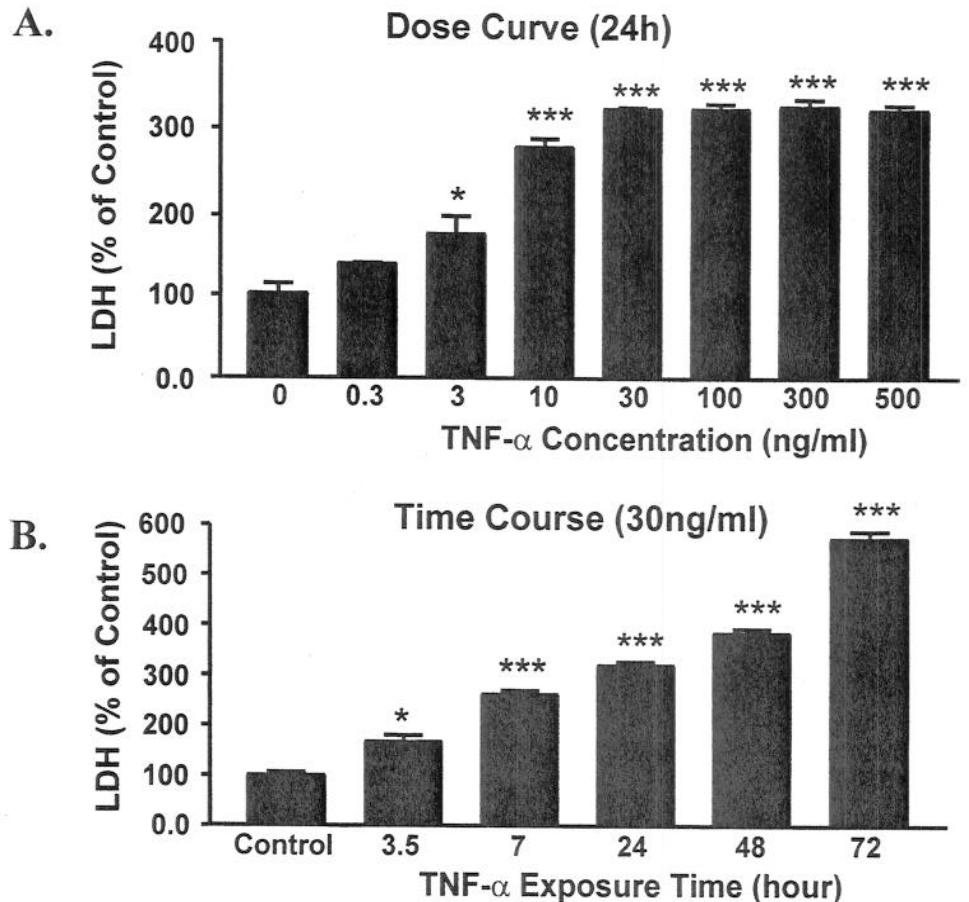 A.
Dose Curve (24h)
LDH (% of Control)
400
300
200
100
0.0
*
***
***
***
***
***
0 0.3 3 10 30 100 300 500
TNF-α Concentration (ng/ml)
B.
Time Course (30ng/ml)
LDH (% of Control)
600
500
400
300
200
100
0.0
*
***
***
***
***
Control 3.5 7 24 48 72
TNF-α Exposure Time (hour)